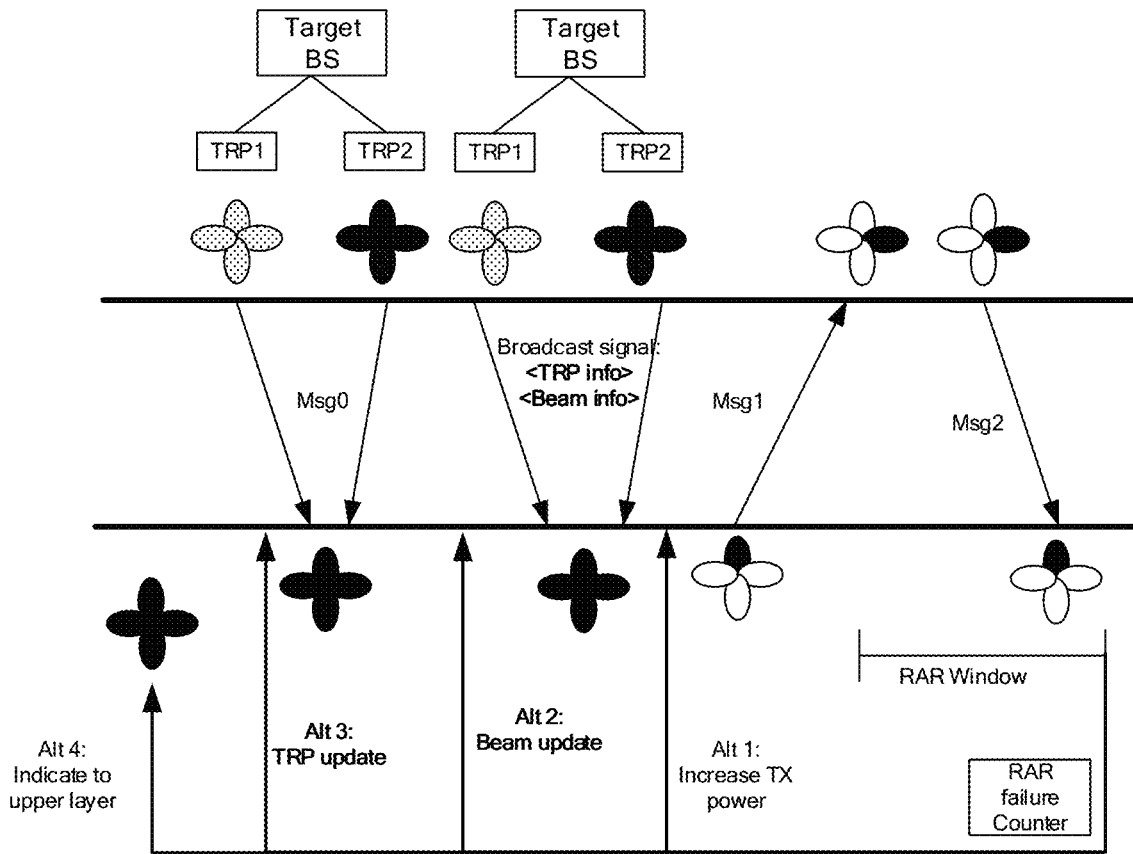 Target
BS
Target
BS
TRP1
TRP2
TRP1
TRP2
Msg0
Broadcast signal:
<TRP info>
<Beam info>
Msg1
Msg2
RAR Window
Alt 4:
Indicate to
upper layer
Alt 3:
TRP update
Alt 2:
Beam update
Alt 1:
Increase TX
power
RAR
failure
Counter